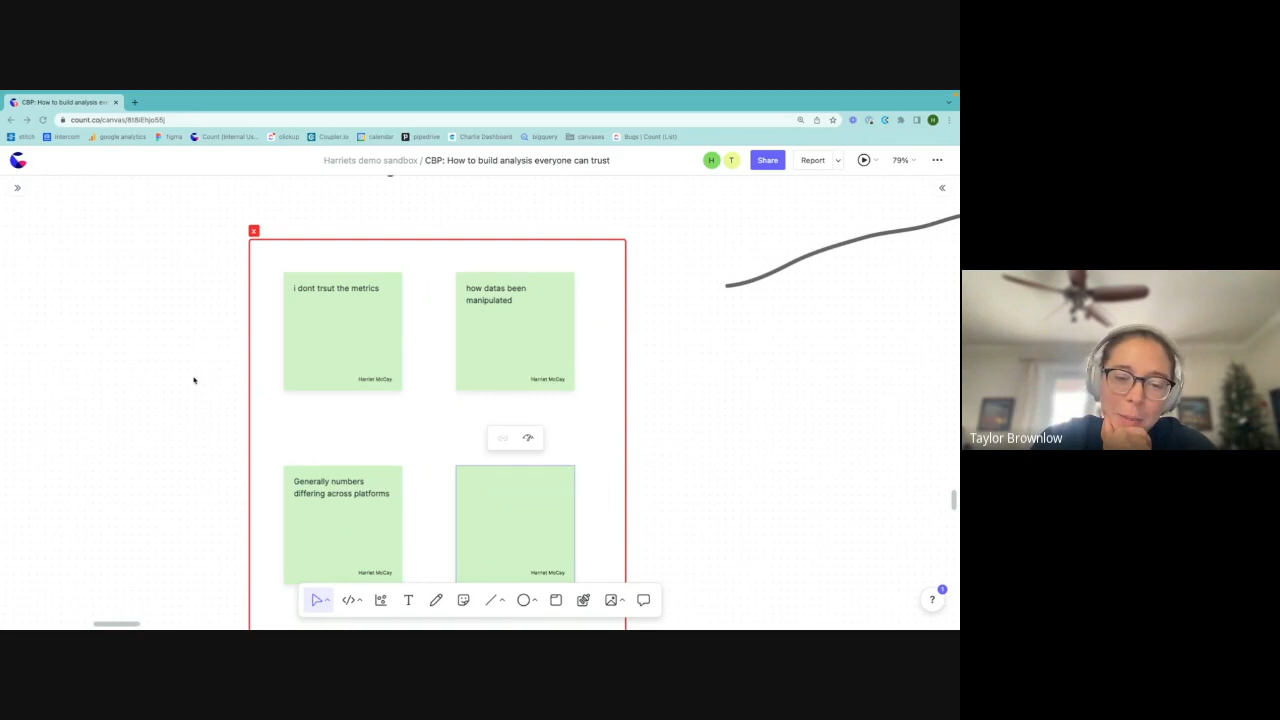 CBP: How to build analysis eve
count.co/canvas/8t8iEhjo55j
stitch
intercom
google analytics
figma
Count (Internal Us...
clickup
Coupler.io
calendar
pipedrive
Charlie Dashboard
bigquery
canvases
Bugs | Count (List)
Harriets demo sandbox / CBP: How to build analysis everyone can trust
H
T
Share
Report
79%
x
i dont trsut the metrics
Harriet McCay
how datas been
manipulated
Harriet McCay
Generally numbers
differing across platforms
Harriet McCay
Harriet McCay
T
?
1
Taylor Brownlow